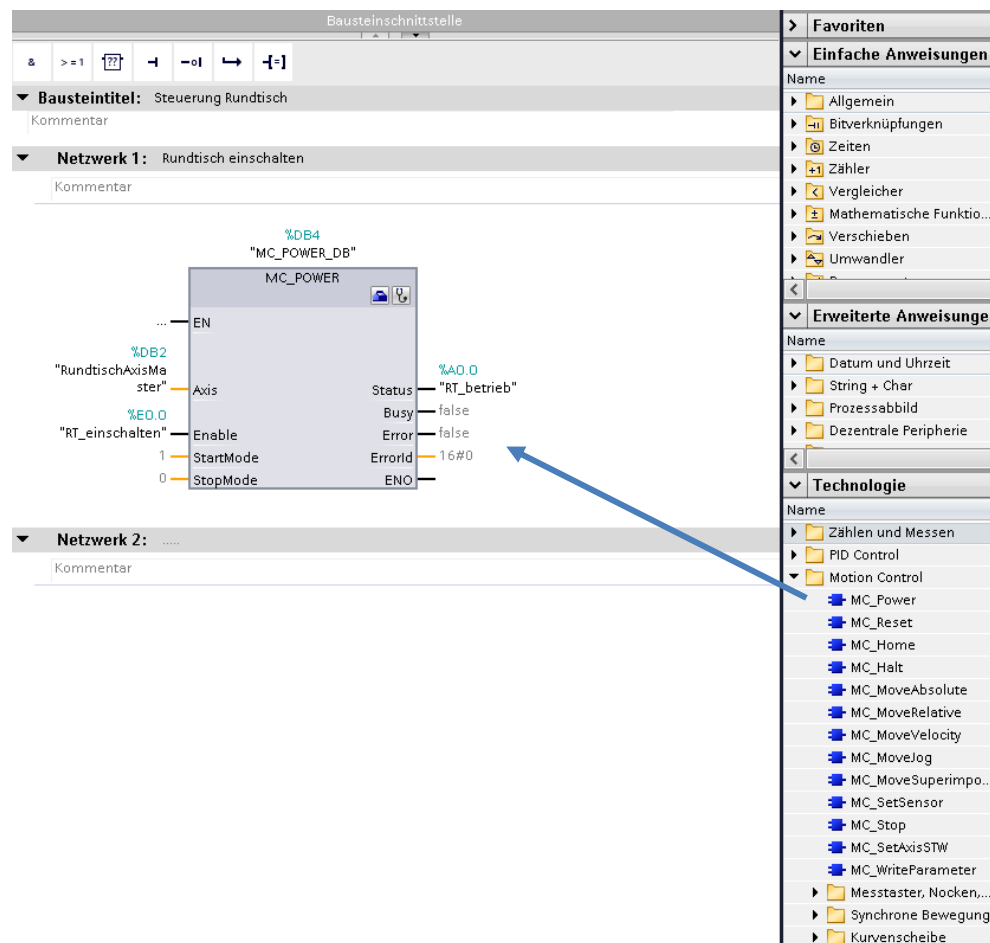 Bausteinschnittstelle
& >=1 ??
Bausteintitel: Steuerung Rundtisch
Kommentar
Netzwerk 1: Rundtisch einschalten
Kommentar
%DB4
"MC_POWER_DB"
MC_POWER
... EN
%DB2
"RundtischAxisMa
ster" Axis
%E0.0
"RT_einschalten" Enable
1 StartMode
0 StopMode
%A0.0
Status "RT_betrieb"
Busy false
Error false
ErrorId 16#0
ENO
Netzwerk 2: .....
Kommentar
Favoriten
Einfache Anweisungen
Name
Allgemein
Bitverknüpfungen
Zeiten
Zähler
Vergleicher
Mathematische Funktio...
Verschieben
Umwandler
Erweiterte Anweisunge
Name
Datum und Uhrzeit
String + Char
Prozessabbild
Dezentrale Peripherie
Technologie
Name
Zählen und Messen
PID Control
Motion Control
MC_Power
MC_Reset
MC_Home
MC_Halt
MC_MoveAbsolute
MC_MoveRelative
MC_MoveVelocity
MC_MoveJog
MC_MoveSuperimpo...
MC_SetSensor
MC_Stop
MC_SetAxisSTW
MC_WriteParameter
Messtaster, Nocken,...
Synchrone Bewegung
Kurvenscheibe